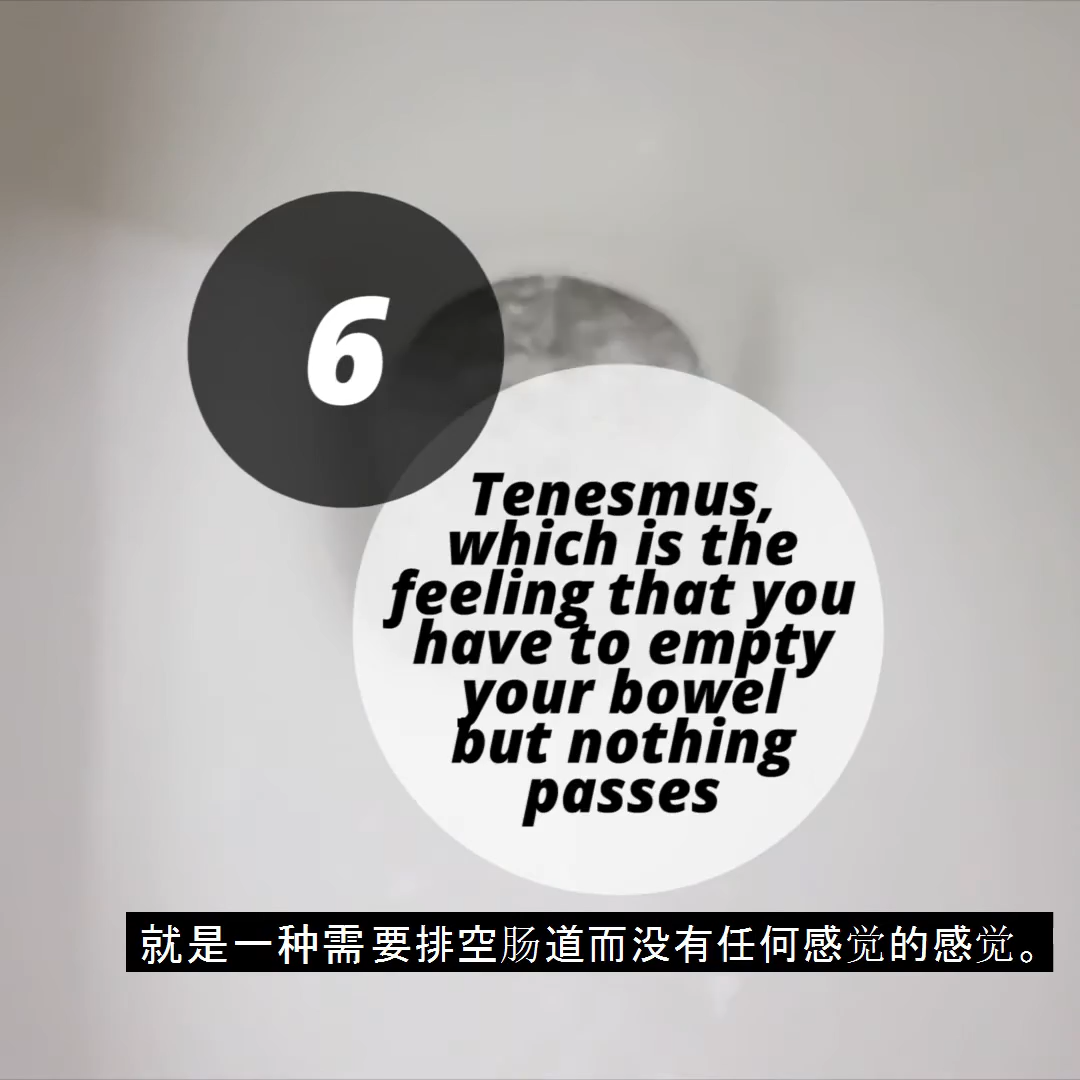 6
Tenesmus,
which is the
feeling that you
have to empty
your bowel
but nothing
passes
就是一种需要排空肠道而没有任何感觉的感觉。